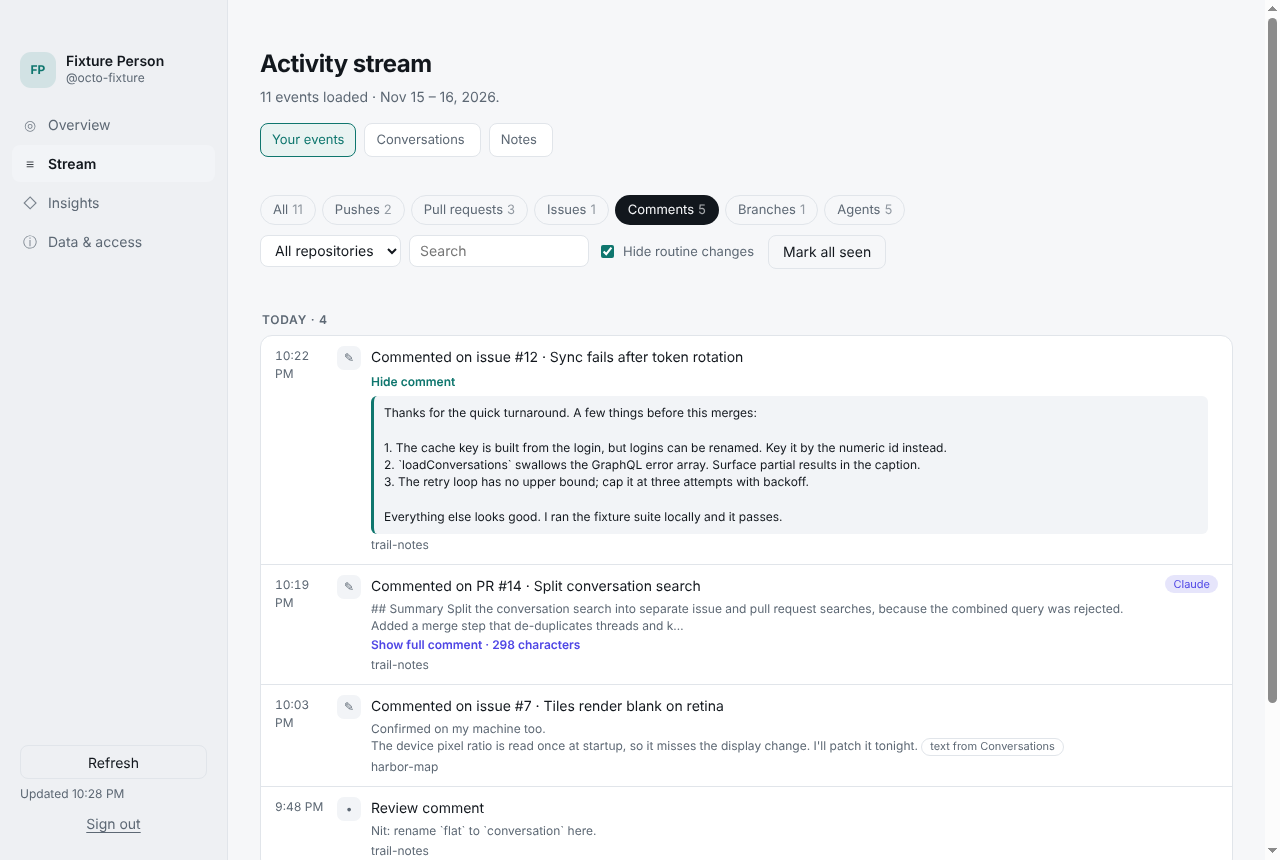 FP
Fixture Person
@octo-fixture
Overview
Stream
Insights
Data & access
Refresh
Updated 10:28 PM
Sign out
Activity stream
11 events loaded · Nov 15 – 16, 2026.
Your events
Conversations
Notes
All 11
Pushes 2
Pull requests 3
Issues 1
Comments 5
Branches 1
Agents 5
All repositories
Search
Hide routine changes
Mark all seen
TODAY · 4
10:22 PM
Commented on issue #12 · Sync fails after token rotation
Hide comment
Thanks for the quick turnaround. A few things before this merges:
1. The cache key is built from the login, but logins can be renamed. Key it by the numeric id instead.
2. `loadConversations` swallows the GraphQL error array. Surface partial results in the caption.
3. The retry loop has no upper bound; cap it at three attempts with backoff.
Everything else looks good. I ran the fixture suite locally and it passes.
trail-notes
10:19 PM
Commented on PR #14 · Split conversation search
Claude
## Summary Split the conversation search into separate issue and pull request searches, because the combined query was rejected.
Added a merge step that de-duplicates threads and k…
Show full comment · 298 characters
trail-notes
10:03 PM
Commented on issue #7 · Tiles render blank on retina
Confirmed on my machine too.
The device pixel ratio is read once at startup, so it misses the display change. I'll patch it tonight. text from Conversations
harbor-map
9:48 PM
Review comment
Nit: rename `flat` to `conversation` here.
trail-notes